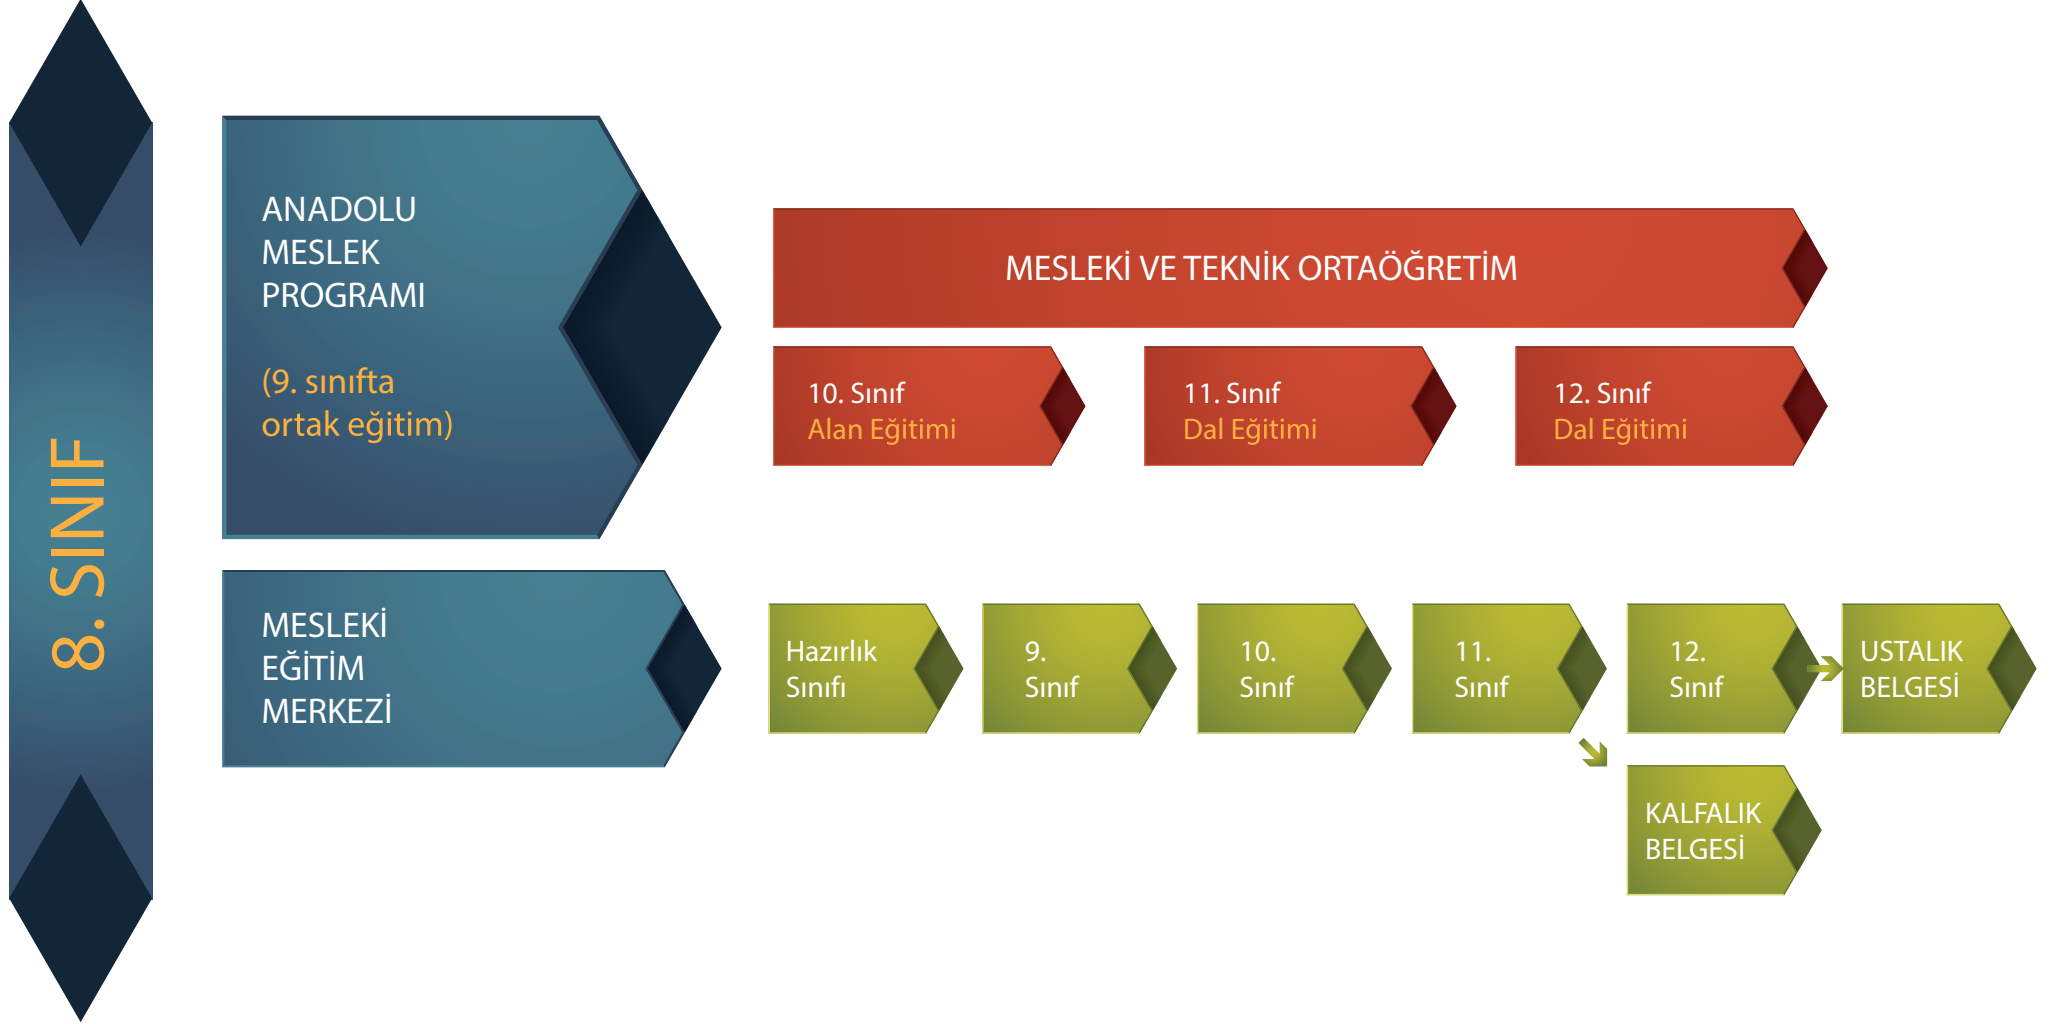 8. SINIF
ANADOLU
MESLEK
PROGRAMI
(9. sınıfta
ortak eğitim)
MESLEKİ VE TEKNİK ORTAÖĞRETİM
10. Sınıf
Alan Eğitimi
11. Sınıf
Dal Eğitimi
12. Sınıf
Dal Eğitimi
MESLEKİ
EĞİTİM
MERKEZİ
Hazırlık
Sınıfı
9.
Sınıf
10.
Sınıf
11.
Sınıf
12.
Sınıf
USTALIK
BELGESİ
KALFALIK
BELGESİ